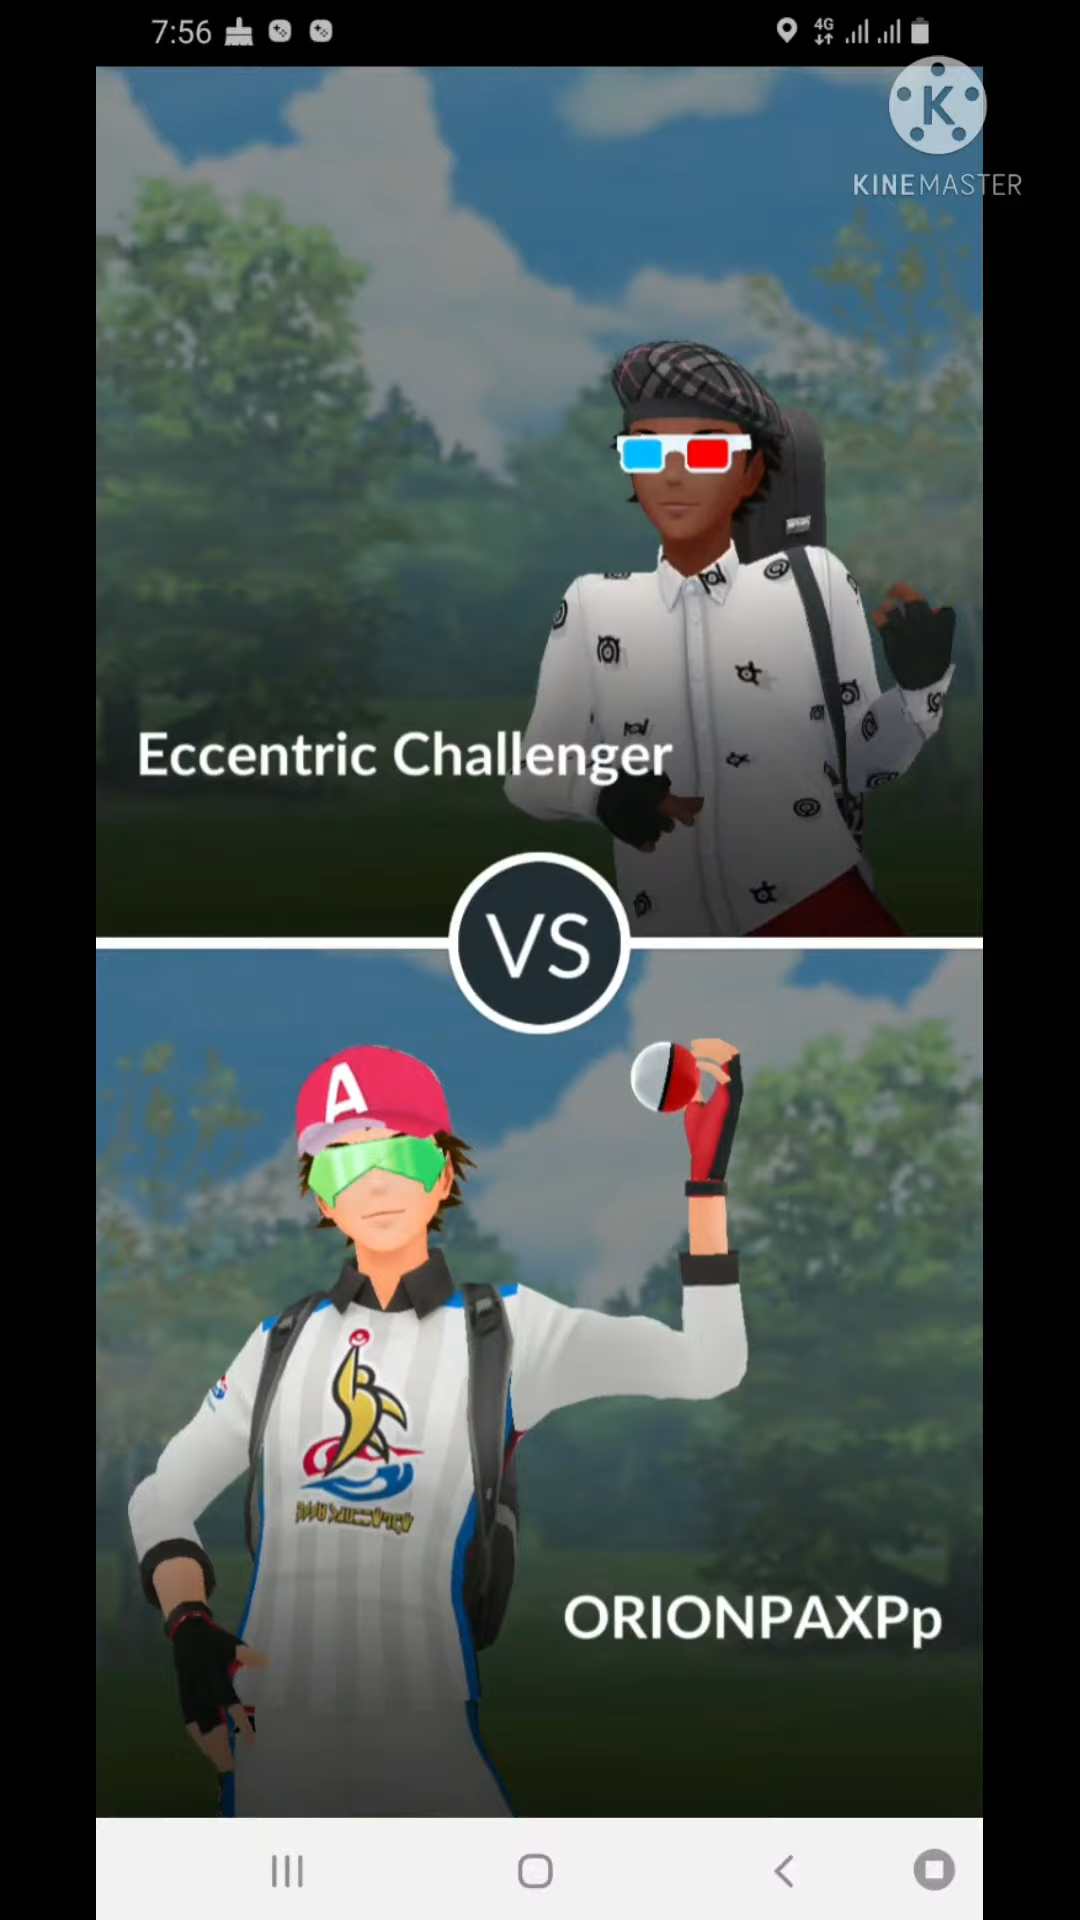 7:56
4G
K
KINEMASTER
Eccentric Challenger
VS
A
ORIONPAXPp